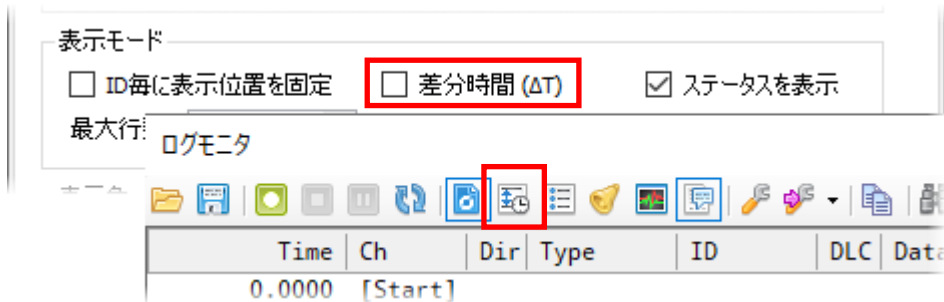 表示モード
ID毎に表示位置を固定 差分時間 (ΔT) ステータスを表示
最大行
ログモニタ
Time Ch Dir Type ID DLC Data
0.0000 [Start]